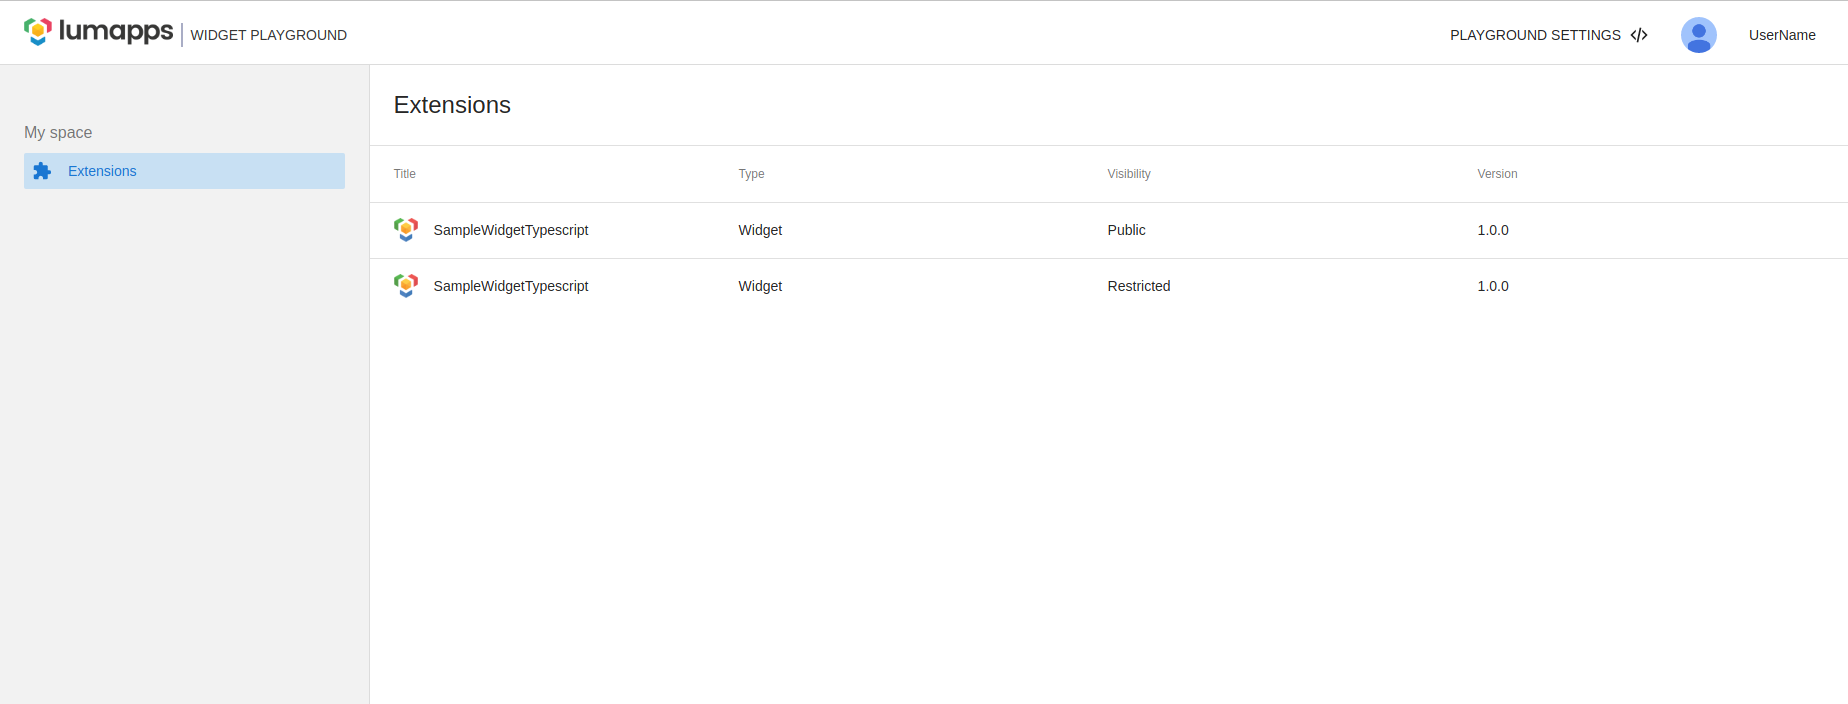 lumapps WIDGET PLAYGROUND PLAYGROUND SETTINGS UserName
My space
Extensions
Extensions
Title Type Visibility Version
SampleWidgetTypescript Widget Public 1.0.0
SampleWidgetTypescript Widget Restricted 1.0.0